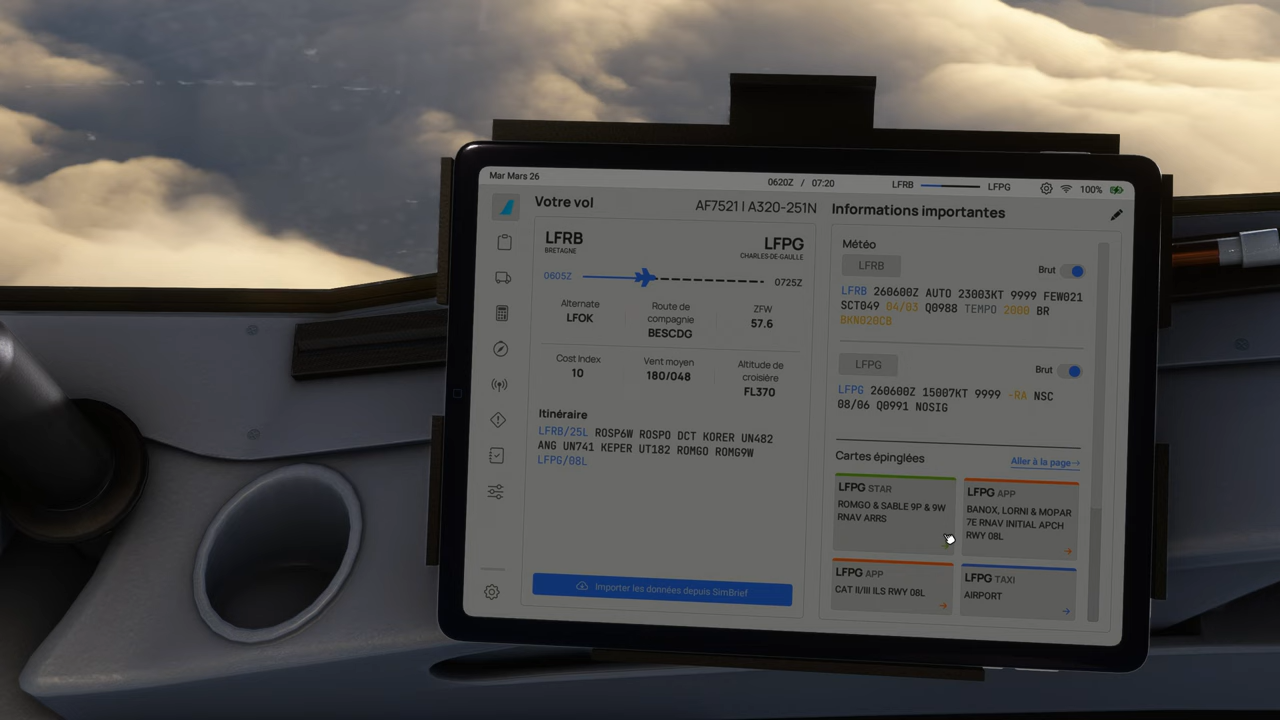 Mar Mars 26
0620Z / 07:20
LFRB
LFPG
100%
Votre vol
AF7521 | A320-251N
LFRB
BRETAGNE
LFPG
CHARLES-DE-GAULLE
0605Z
0725Z
Alternate
LFOK
Route de
compagnie
BESCDG
ZFW
57.6
Cost Index
10
Vent moyen
180/048
Altitude de
croisière
FL370
Itinéraire
LFRB/25L ROSP6W ROSPO DCT KORER UN482
ANG UN741 KEPER UT182 ROMGO ROMG9W
LFPG/08L
Importer les données depuis SimBrief
Informations importantes
Météo
LFRB
Brut
LFRB 260600Z AUTO 23003KT 9999 FEW021
SCT049 04/03 Q0988 TEMPO 2000 BR
BKN020CB
LFPG
Brut
LFPG 260600Z 15007KT 9999 -RA NSC
08/06 Q0991 NOSIG
Cartes épinglées
Aller à la page→
LFPG STAR
ROMGO & SABLE 9P & 9W
RNAV ARRS
LFPG APP
BANOX, LORNI & MOPAR
7E RNAV INITIAL APCH
RWY 08L
LFPG APP
CAT II/III ILS RWY 08L
LFPG TAXI
AIRPORT